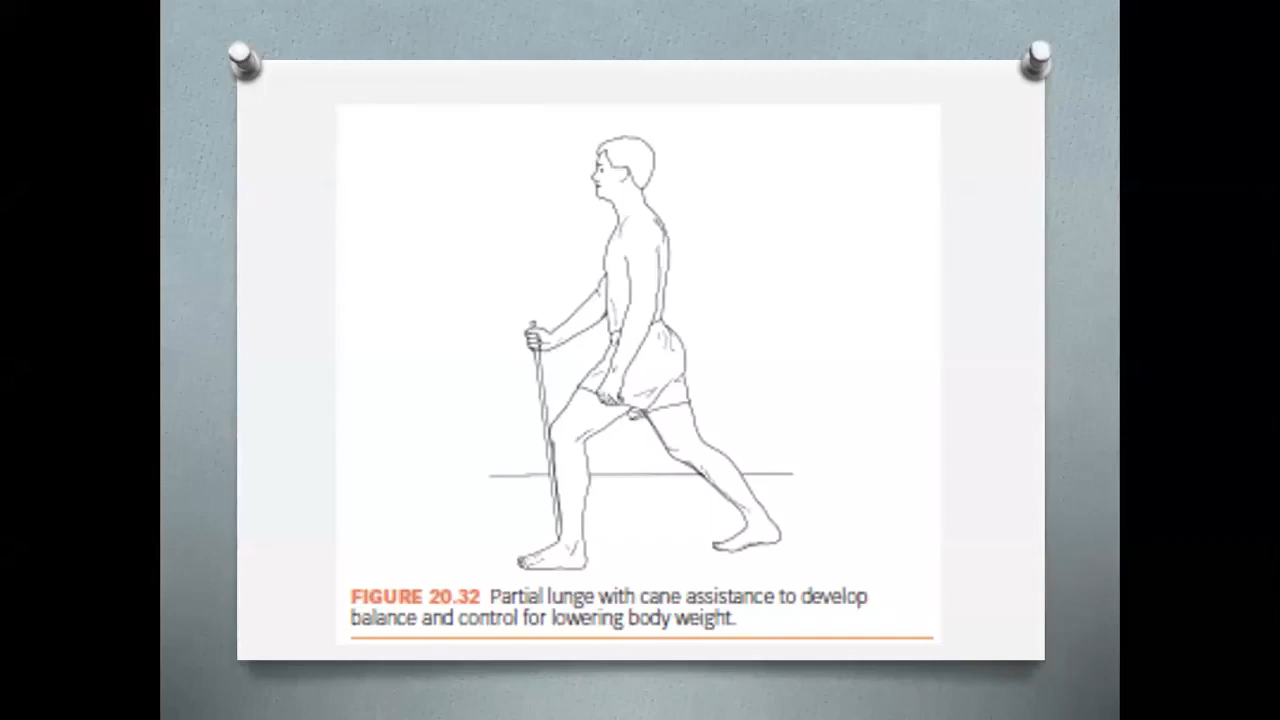 FIGURE 20.32 Partial lunge with cane assistance to develop
balance and control for lowering body weight.